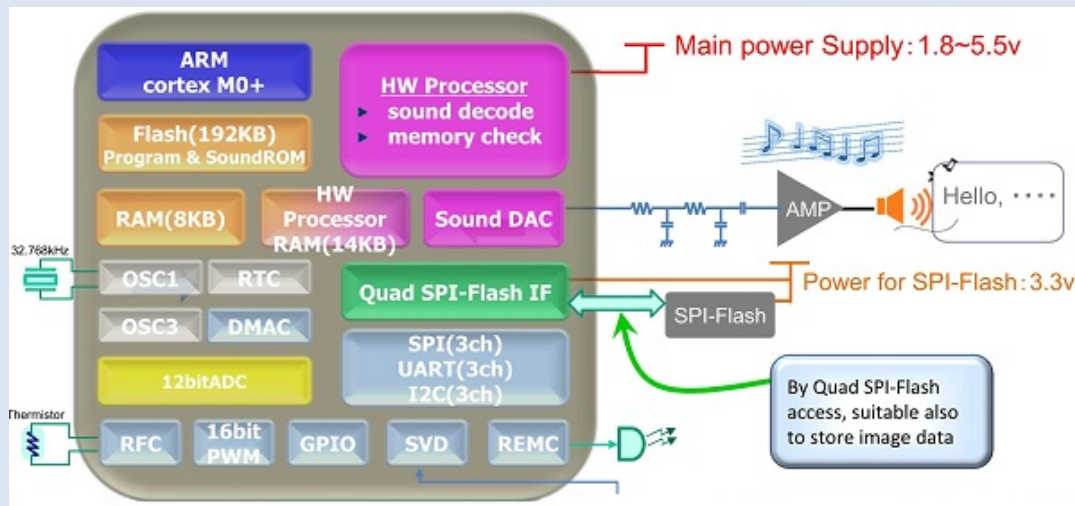 ARM
cortex M0+
HW Processor
sound decode
memory check
Main power Supply:1.8~5.5v
Flash(192KB)
Program & SoundROM
RAM(8KB)
HW
Processor
RAM(14KB)
Sound DAC
AMP
Hello, ····
32.768kHz
OSC1
RTC
Quad SPI-Flash IF
Power for SPI-Flash:3.3v
SPI-Flash
OSC3
DMAC
SPI(3ch)
UART(3ch)
I2C(3ch)
12bitADC
By Quad SPI-Flash
access, suitable also
to store image data
Thermistor
RFC
16bit
PWM
GPIO
SVD
REMC